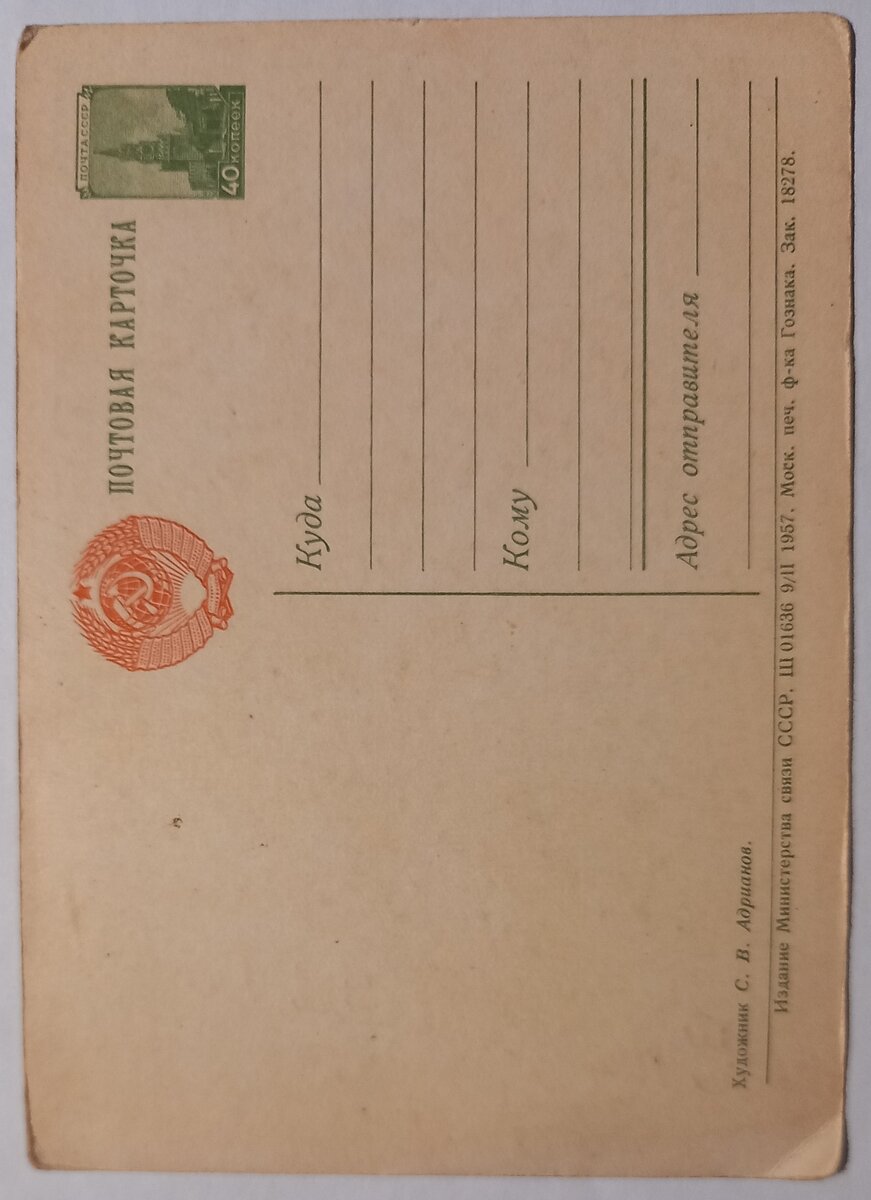 ПОЧТА СССР
40 КОПЕЕК
ПОЧТОВАЯ КАРТОЧКА
Куда
Кому
Адрес отправителя
Художник С. В. Адрианов.
Издание Министерства связи СССР. Ш 01636 9/II 1957. Моск. печ. ф-ка Гознака. Зак. 18278.